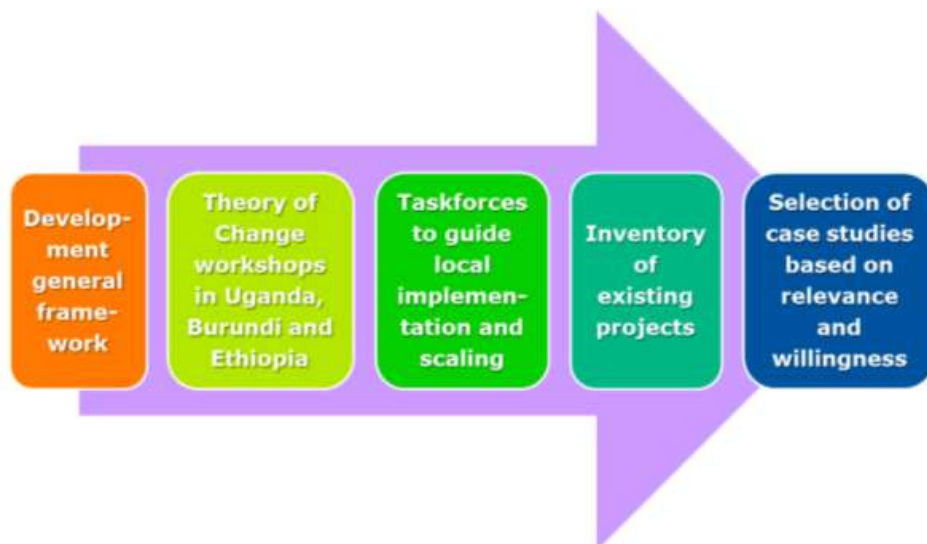 Develop-
ment
general
frame-
work
Theory of
Change
workshops
in Uganda,
Burundi and
Ethiopia
Taskforces
to guide
local
implemen-
tation and
scaling
Inventory
of
existing
projects
Selection of
case studies
based on
relevance
and
willingness